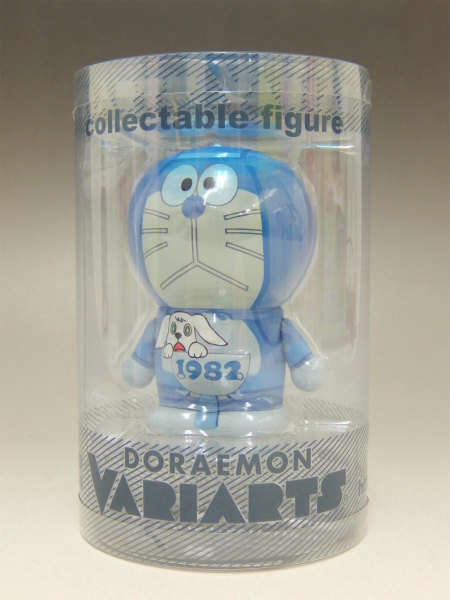 collectable figure
1982
DORAEMON
VARIARTS